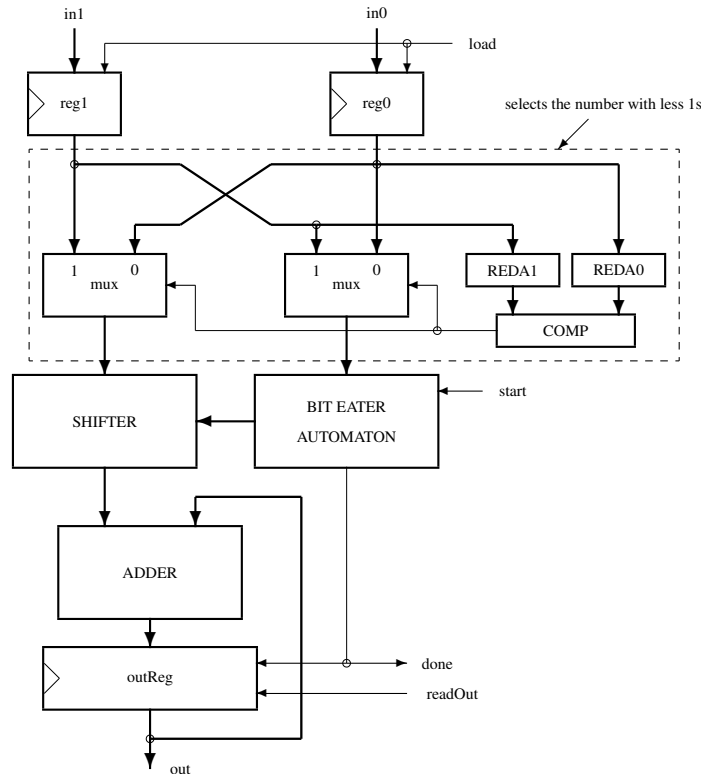 in1
in0
load
reg1
reg0
selects the number with less 1s
1
0
mux
1
0
mux
REDA1
REDA0
COMP
SHIFTER
BIT EATER
AUTOMATON
start
ADDER
outReg
done
readOut
out